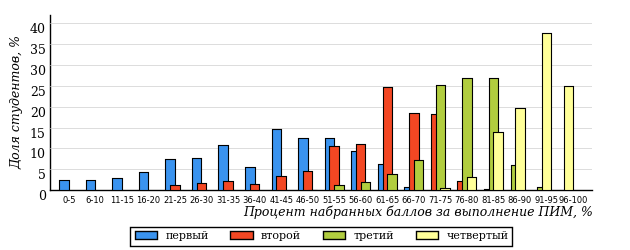 Доля студентов, %
40
35
30
25
20
15
10
5
0
0-5 6-10 11-15 16-20 21-25 26-30 31-35 36-40 41-45 46-50 51-55 56-60 61-65 66-70 71-75 76-80 81-85 86-90 91-95 96-100
Процент набранных баллов за выполнение ПИМ, %
первый второй третий четвертый